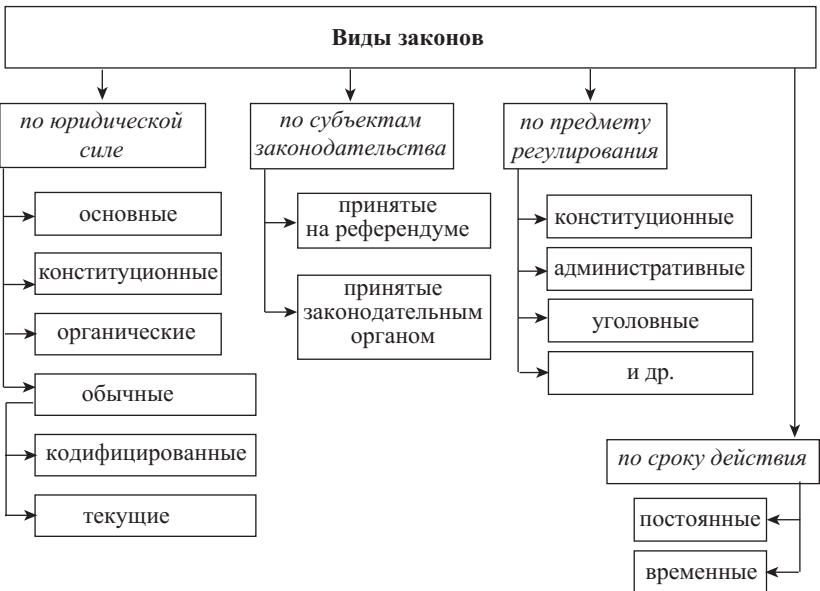 Виды законов
по юридической
силе
основные
конституционные
органические
обычные
кодифицированные
текущие
по субъектам
законодательства
принятые
на референдуме
принятые
законодательным
органом
по предмету
регулирования
конституционные
административные
уголовные
и др.
по сроку действия
постоянные
временные